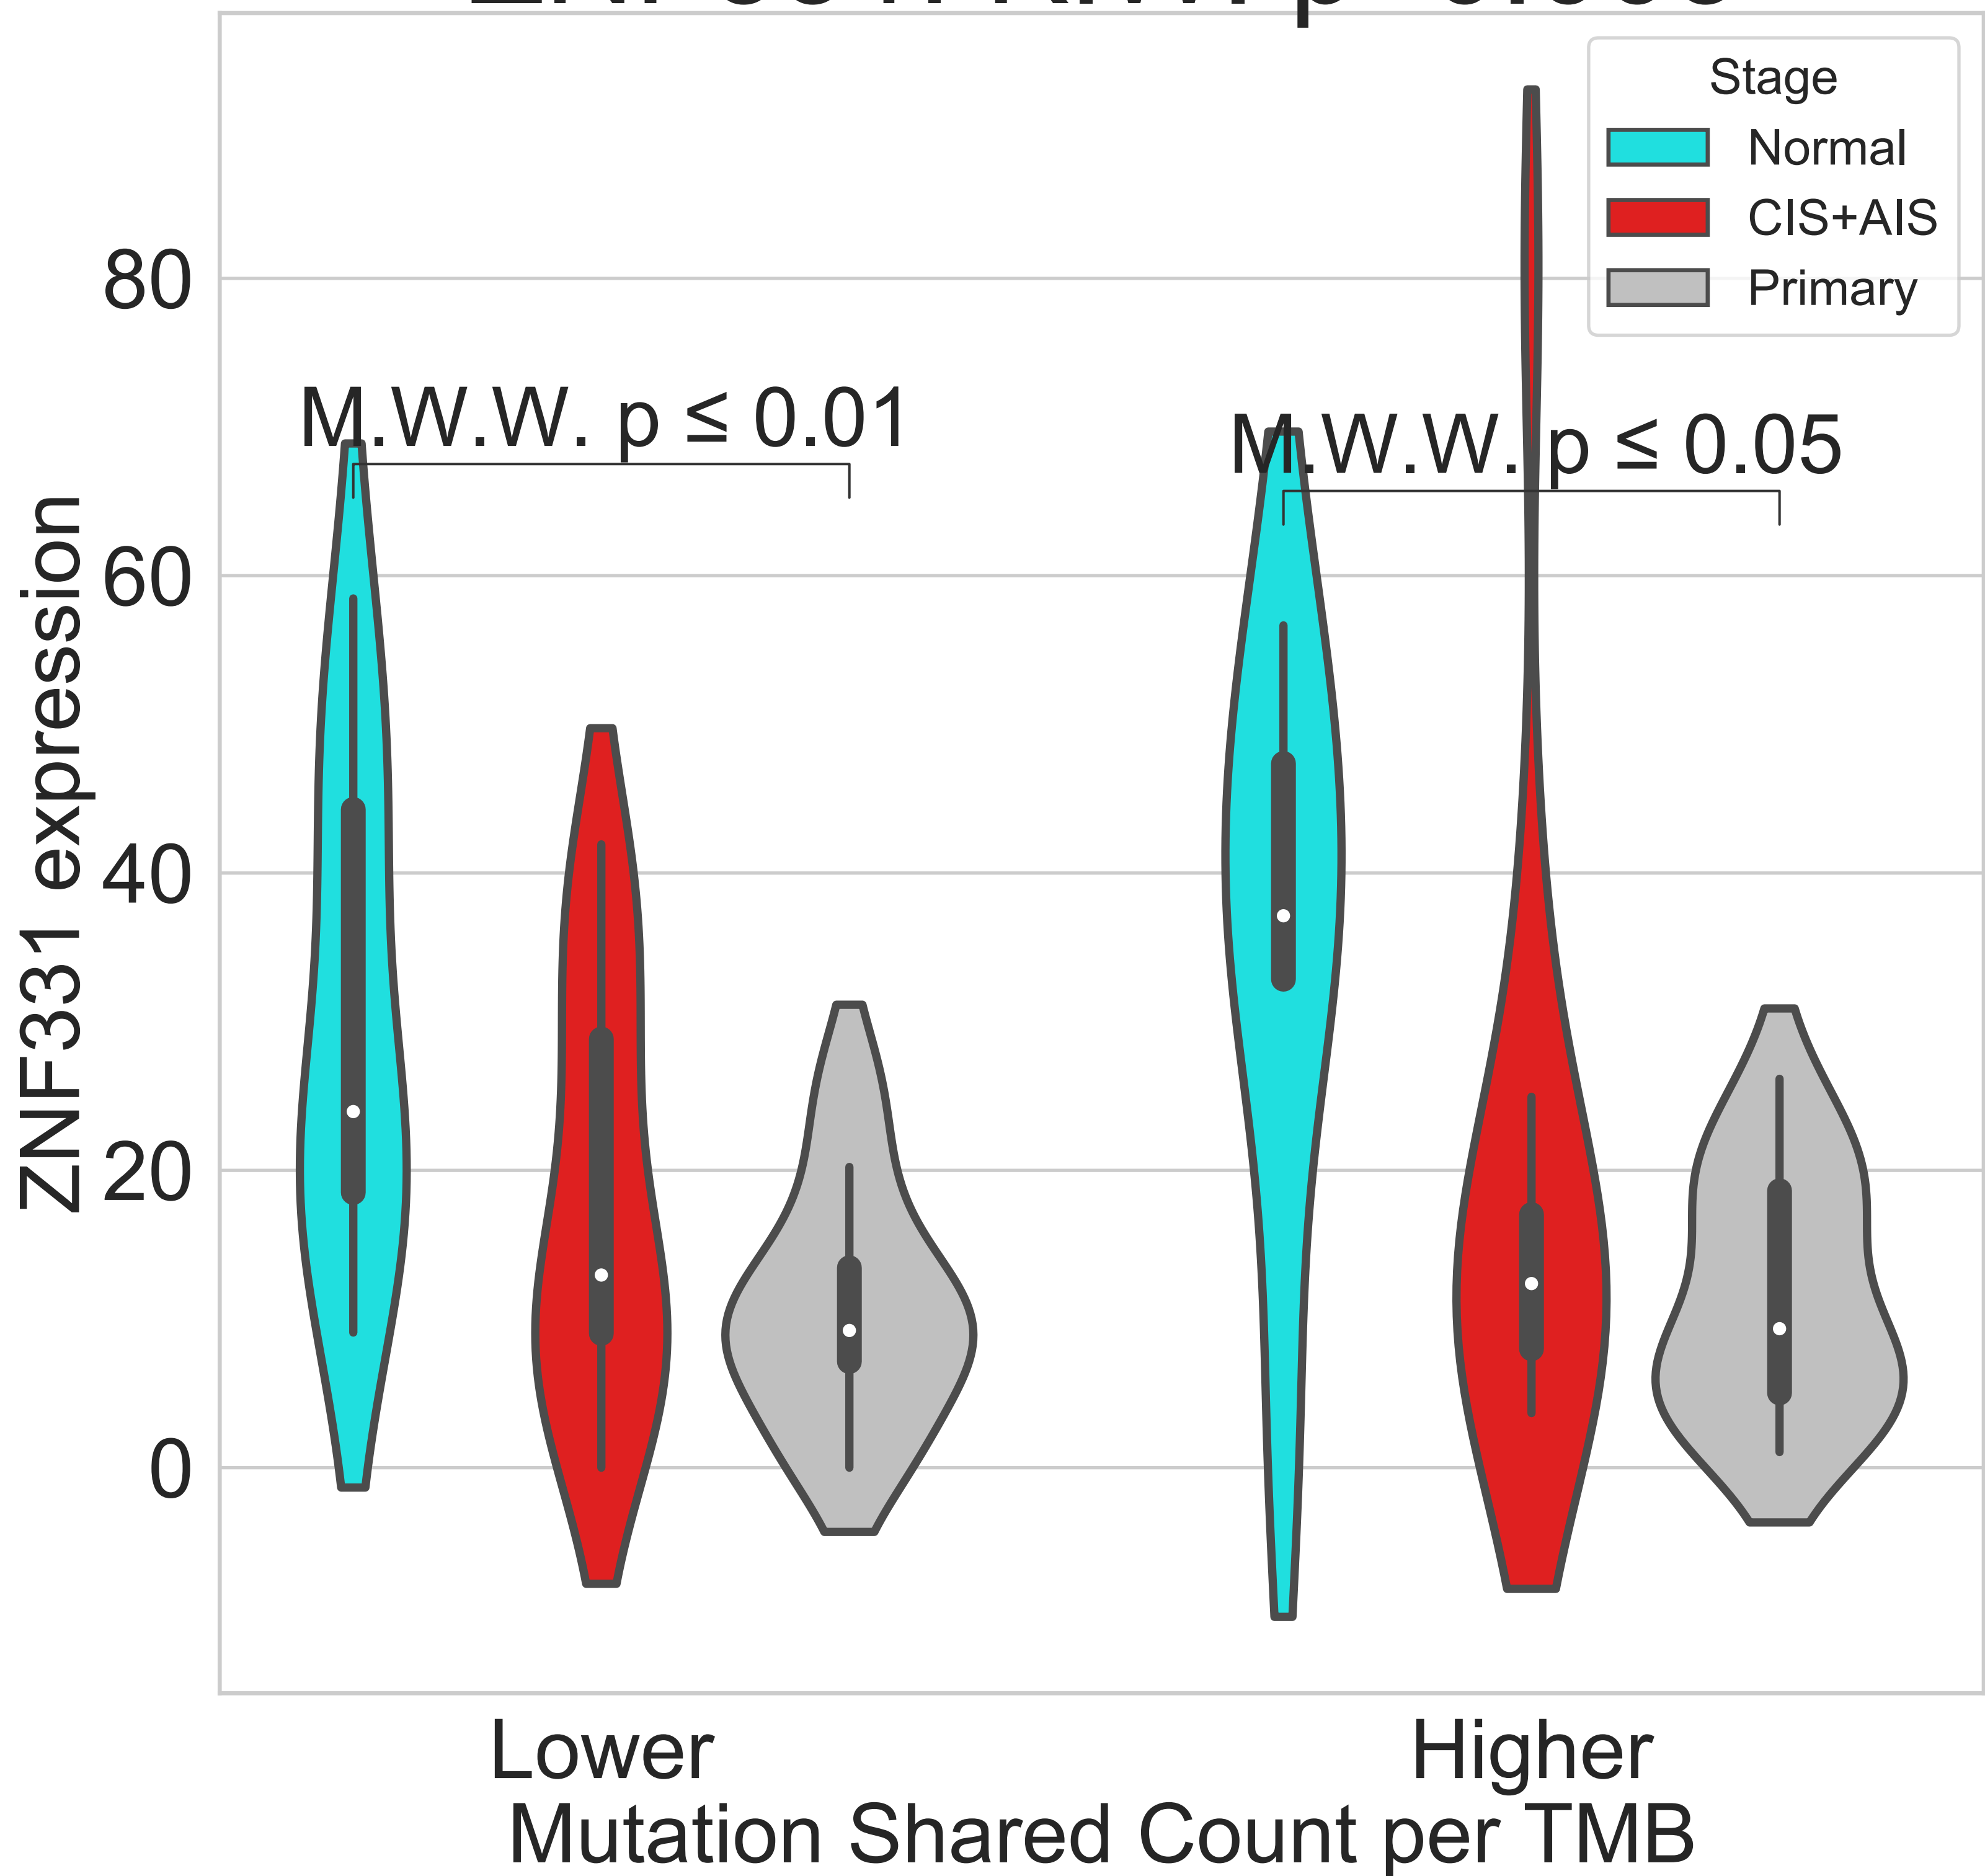 Stage
Normal
CIS+AIS
Primary
80
60
40
20
0
M.W.W. p ≤ 0.01
M.W.W. p ≤ 0.05
ZNF331 expression
Lower
Higher
Mutation Shared Count per TMB